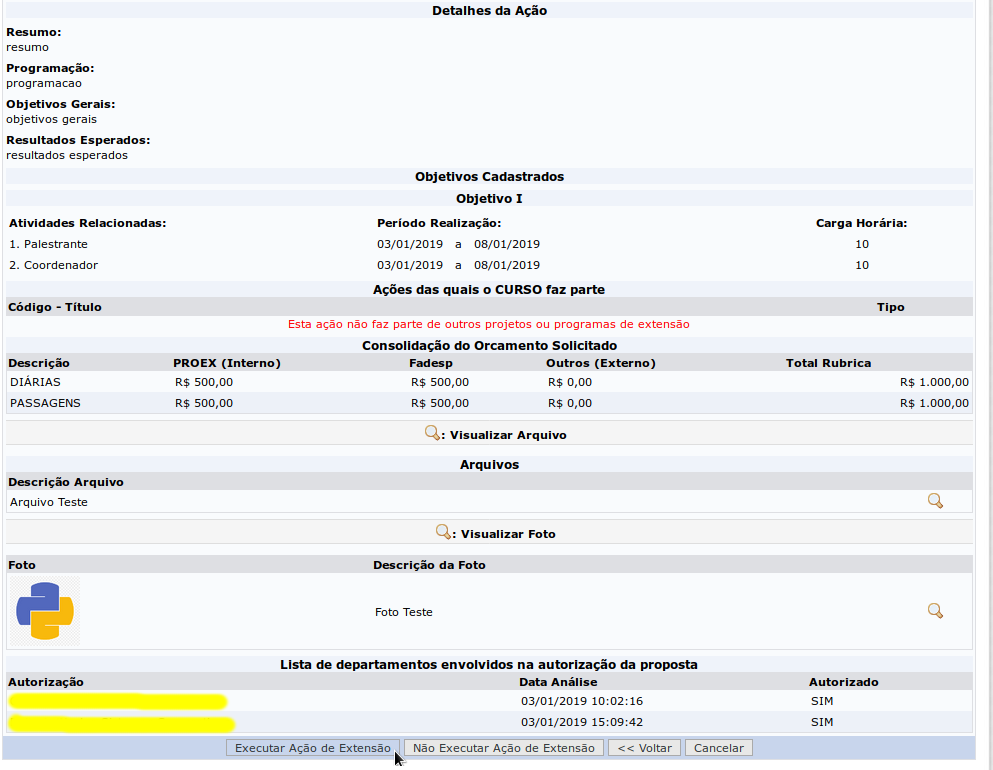 Detalhes da Ação
Resumo:
resumo
Programação:
programacao
Objetivos Gerais:
objetivos gerais
Resultados Esperados:
resultados esperados
Objetivos Cadastrados
Objetivo I
Atividades Relacionadas: Período Realização: Carga Horária:
1. Palestrante 03/01/2019 a 08/01/2019 10
2. Coordenador 03/01/2019 a 08/01/2019 10
Ações das quais o CURSO faz parte
Código - Título Tipo
Esta ação não faz parte de outros projetos ou programas de extensão
Consolidação do Orcamento Solicitado
Descrição PROEX (Interno) Fadesp Outros (Externo) Total Rubrica
DIÁRIAS R$ 500,00 R$ 500,00 R$ 0,00 R$ 1.000,00
PASSAGENS R$ 500,00 R$ 500,00 R$ 0,00 R$ 1.000,00
: Visualizar Arquivo
Arquivos
Descrição Arquivo
Arquivo Teste
: Visualizar Foto
Foto Descrição da Foto
Foto Teste
Lista de departamentos envolvidos na autorização da proposta
Autorização Data Análise Autorizado
03/01/2019 10:02:16 SIM
03/01/2019 15:09:42 SIM
Executar Ação de Extensão Não Executar Ação de Extensão << Voltar Cancelar